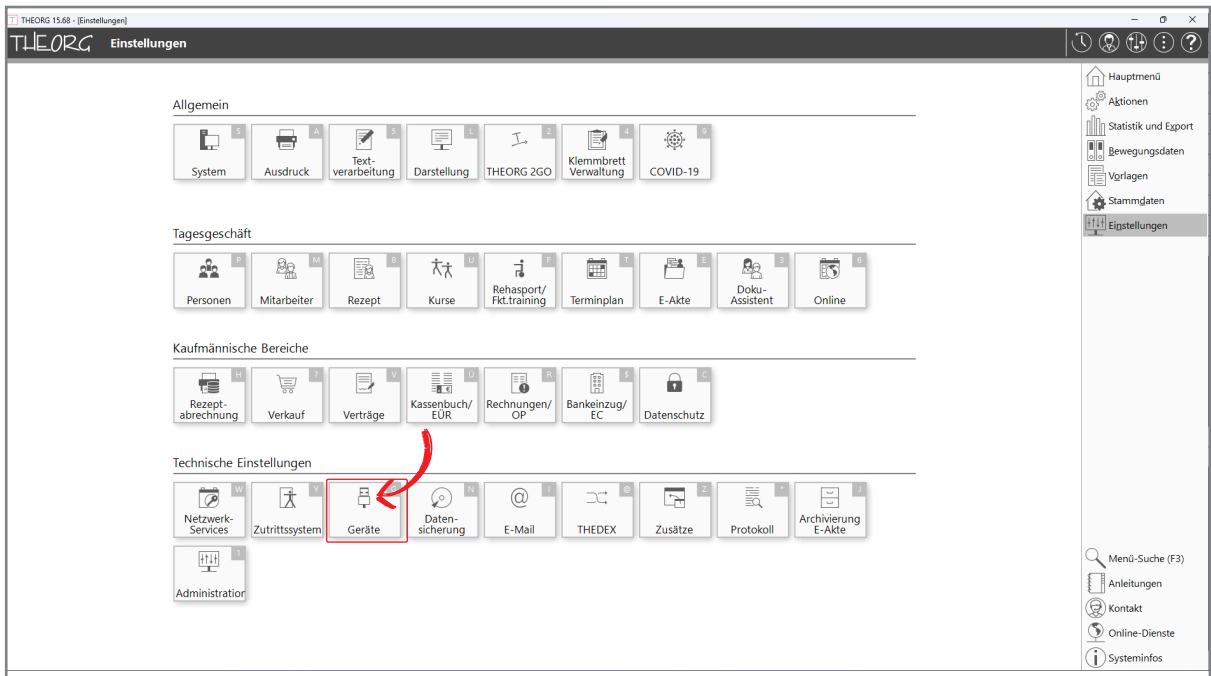 THEORG 15.68 - [Einstellungen]
THEORG Einstellungen
Allgemein
S A 5 L 2 4 9
System
Ausdruck
Text-
verarbeitung
Darstellung
THEORG 2GO
Klemmbrett
Verwaltung
COVID-19
Tagesgeschäft
P M 8 U F T E 3 6
Personen
Mitarbeiter
Rezept
Kurse
Rehasport/
Fkt.training
Terminplan
E-Akte
Doku-
Assistent
Online
Kaufmännische Bereiche
H 7 V Ü R $ C
Rezept-
abrechnung
Verkauf
Verträge
Kassenbuch/
EÜR
Rechnungen/
OP
Bankeinzug/
EC
Datenschutz
Technische Einstellungen
W Y G N I @ Z * J
Netzwerk-
Services
Zutrittssystem
Geräte
Daten-
sicherung
@
E-Mail
THEDEX
Zusätze
Protokoll
Archivierung
E-Akte
1
Administration
Hauptmenü
Aktionen
Statistik und Export
Bewegungsdaten
Vorlagen
Stammdaten
Einstellungen
Menü-Suche (F3)
Anleitungen
Kontakt
Online-Dienste
Systeminfos